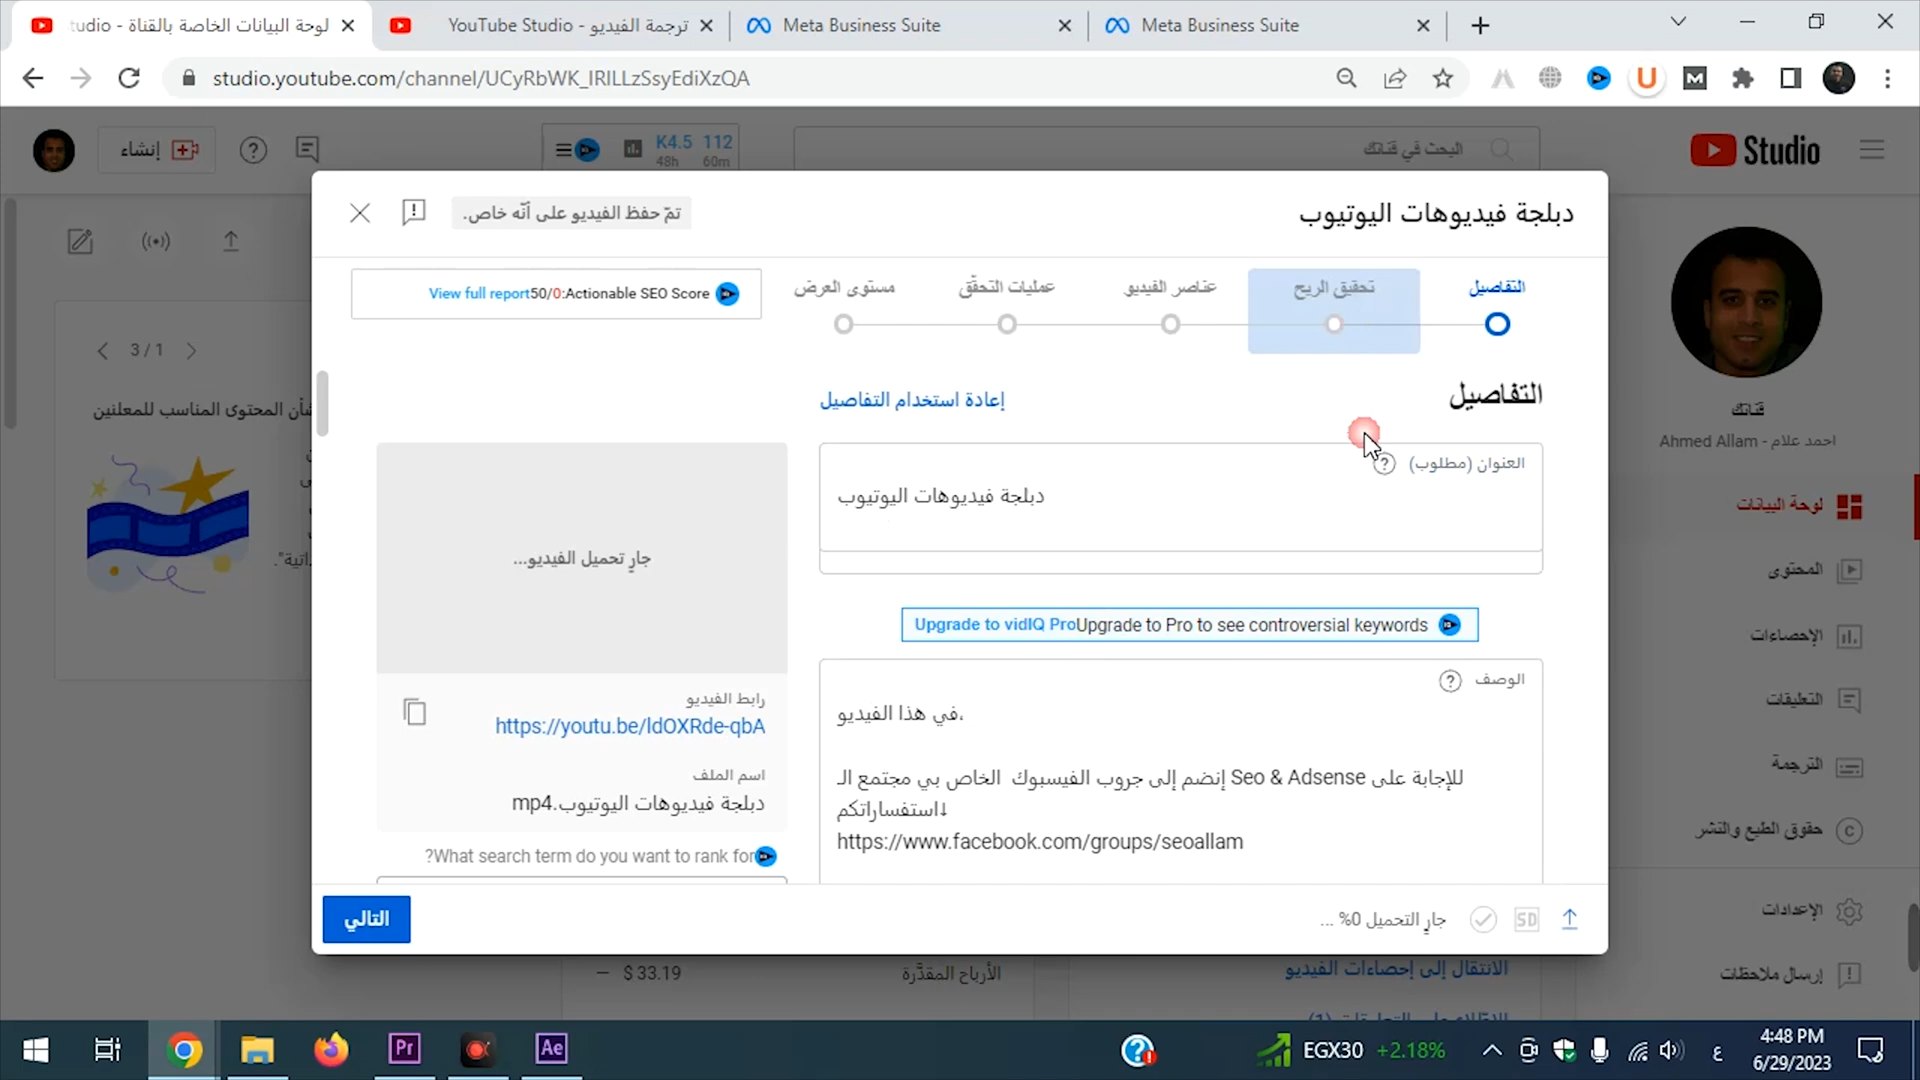 لوحة البيانات الخاصة بالقناة - tudio
YouTube Studio - ترجمة الفيديو
Meta Business Suite
Meta Business Suite
studio.youtube.com/channel/UCyRbWK_IRILLzSsyEdiXzQA
إنشاء
K4.5 112
48h 60m
البحث في قناتك
Studio
دبلجة فيديوهات اليوتيوب
تمّ حفظ الفيديو على أنّه خاص.
التفاصيل
تحقيق الربح
عناصر الفيديو
عمليات التحقّق
مستوى العرض
View full report50/0:Actionable SEO Score
3 / 1
شأن المحتوى المناسب للمعلنين
التفاصيل
إعادة استخدام التفاصيل
العنوان (مطلوب)
دبلجة فيديوهات اليوتيوب
جارٍ تحميل الفيديو...
Upgrade to vidIQ ProUpgrade to Pro to see controversial keywords
الوصف
في هذا الفيديو،
للإجابة على Seo & Adsense إنضم إلى جروب الفيسبوك الخاص بي مجتمع الـ
استفساراتكم↓
https://www.facebook.com/groups/seoallam
رابط الفيديو
https://youtu.be/ldOXRde-qbA
اسم الملف
دبلجة فيديوهات اليوتيوب.mp4
?What search term do you want to rank for
التالي
جارٍ التحميل 0% ...
SD
قناتك
احمد علام - Ahmed Allam
لوحة البيانات
المحتوى
الإحصاءات
التعليقات
الترجمة
حقوق الطبع والنشر
الإعدادات
إرسال ملاحظات
الأرباح المقدَّرة
$ 33.19 —
الانتقال إلى إحصاءات الفيديو
Pr
Ae
EGX30 +2.18%
ع
4:48 PM
6/29/2023